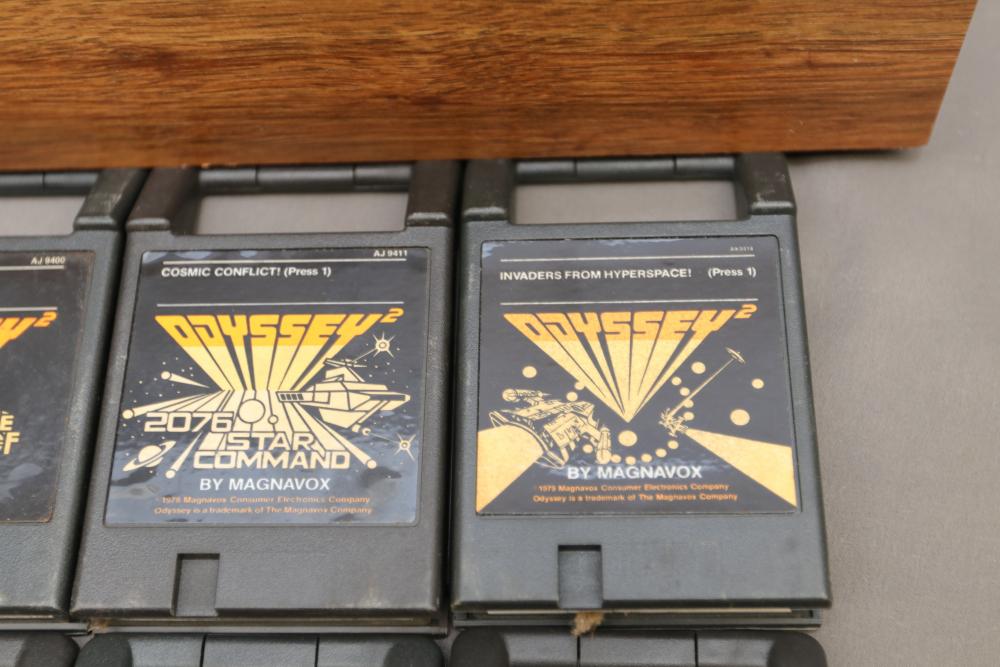 AJ 9400
AJ 9411
COSMIC CONFLICT! (Press 1)
ODYSSEY²
2076
STAR
COMMAND
BY MAGNAVOX
1978 Magnavox Consumer Electronics Company
Odyssey is a trademark of The Magnavox Company
INVADERS FROM HYPERSPACE! (Press 1)
ODYSSEY²
BY MAGNAVOX
1979 Magnavox Consumer Electronics Company
Odyssey is a trademark of The Magnavox Company